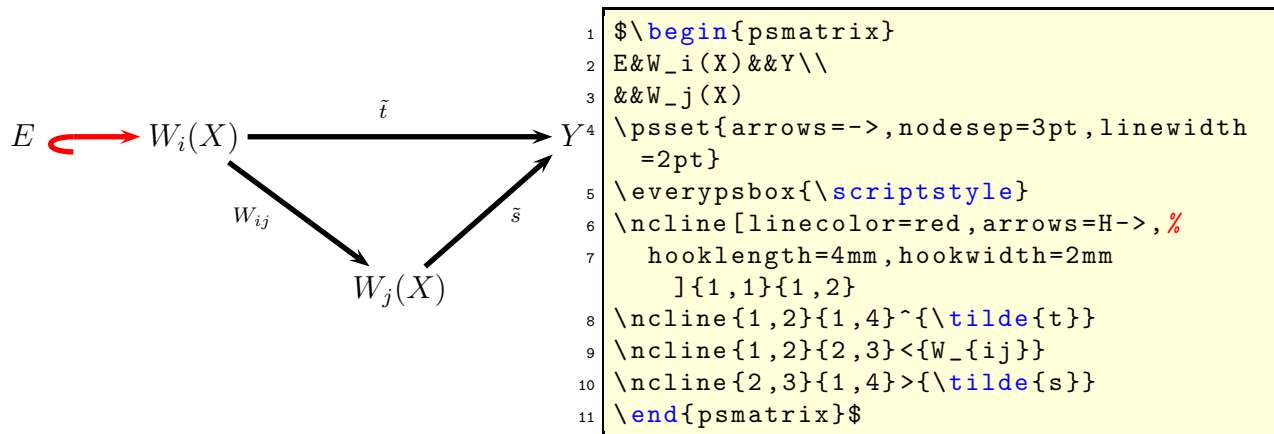 t̃
E W_i(X) Y
W_{ij} s̃
W_j(X)
1 $\begin{psmatrix}
2 E&W_i(X)&&Y\\
3 &&W_j(X)
4 \psset{arrows=->,nodesep=3pt,linewidth
=2pt}
5 \everypsbox{\scriptstyle}
6 \ncline[linecolor=red,arrows=H->,%
7 hooklength=4mm,hookwidth=2mm
]{1,1}{1,2}
8 \ncline{1,2}{1,4}^{\tilde{t}}
9 \ncline{1,2}{2,3}<{W_{ij}}
10 \ncline{2,3}{1,4}>{\tilde{s}}
11 \end{psmatrix}$